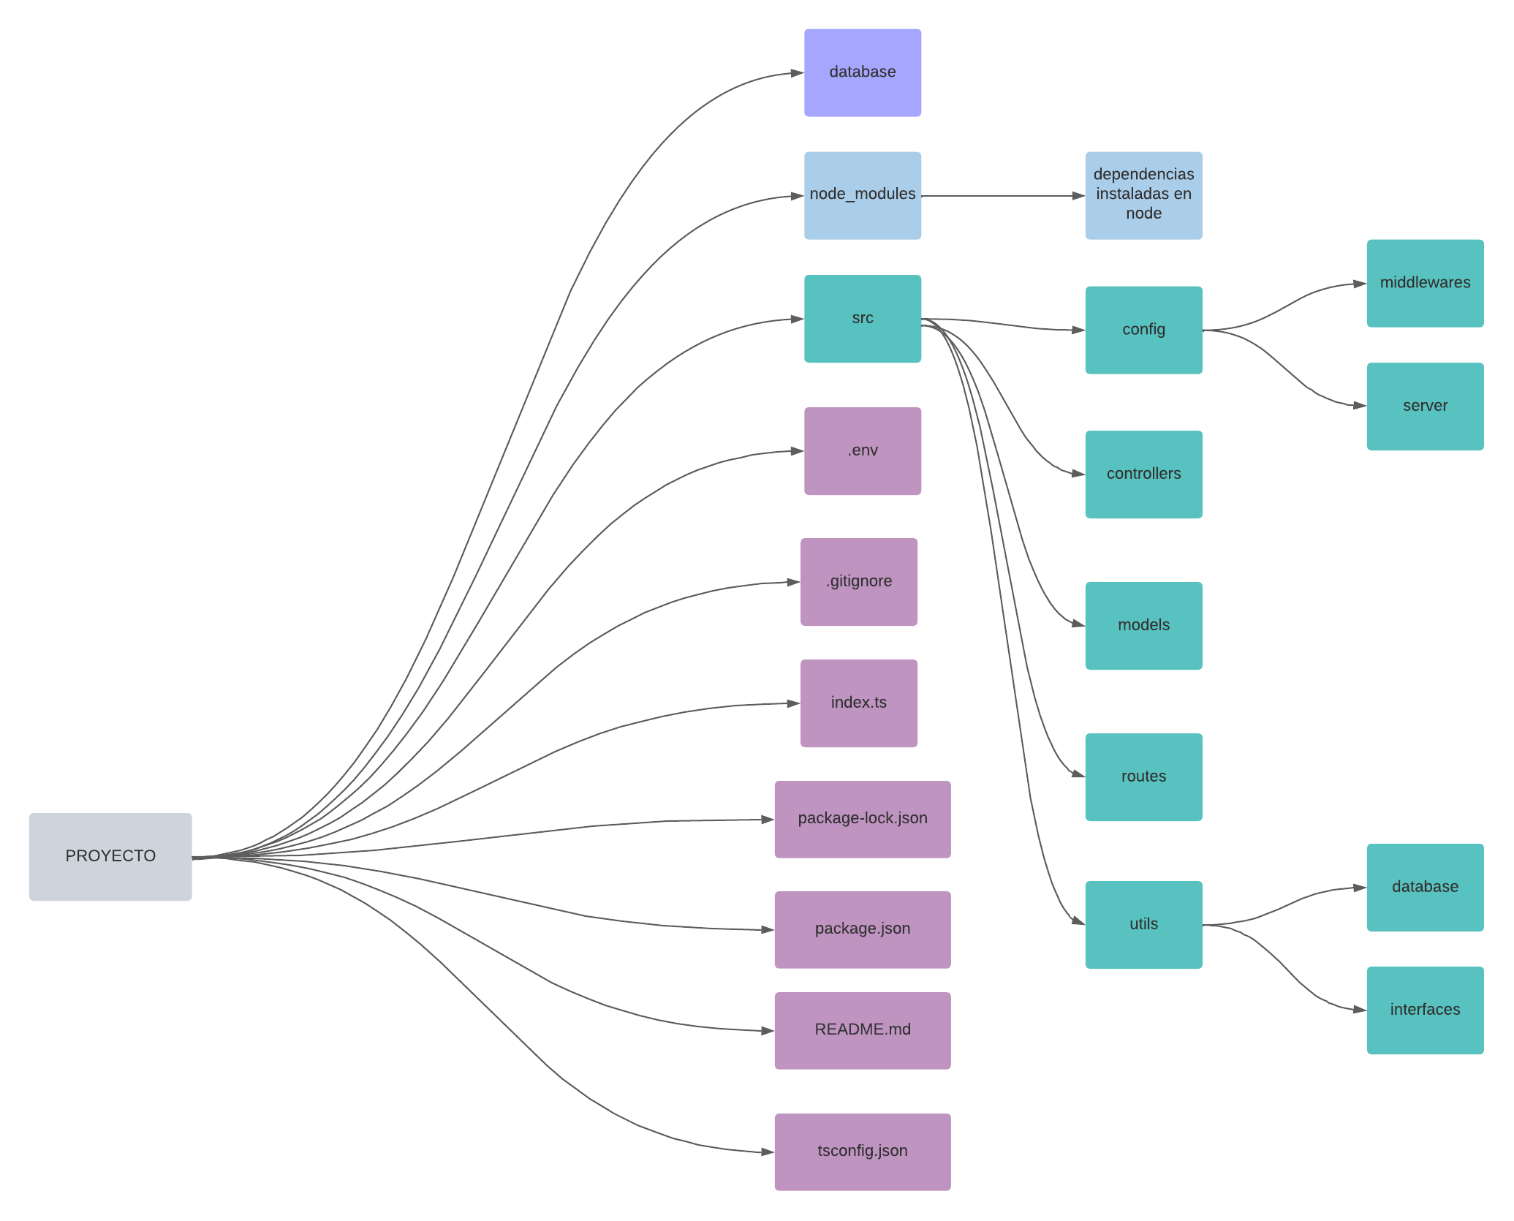 database
node_modules
dependencias
instaladas en
node
src
config
middlewares
server
.env
controllers
.gitignore
models
index.ts
routes
PROYECTO
package-lock.json
package.json
utils
database
interfaces
README.md
tsconfig.json